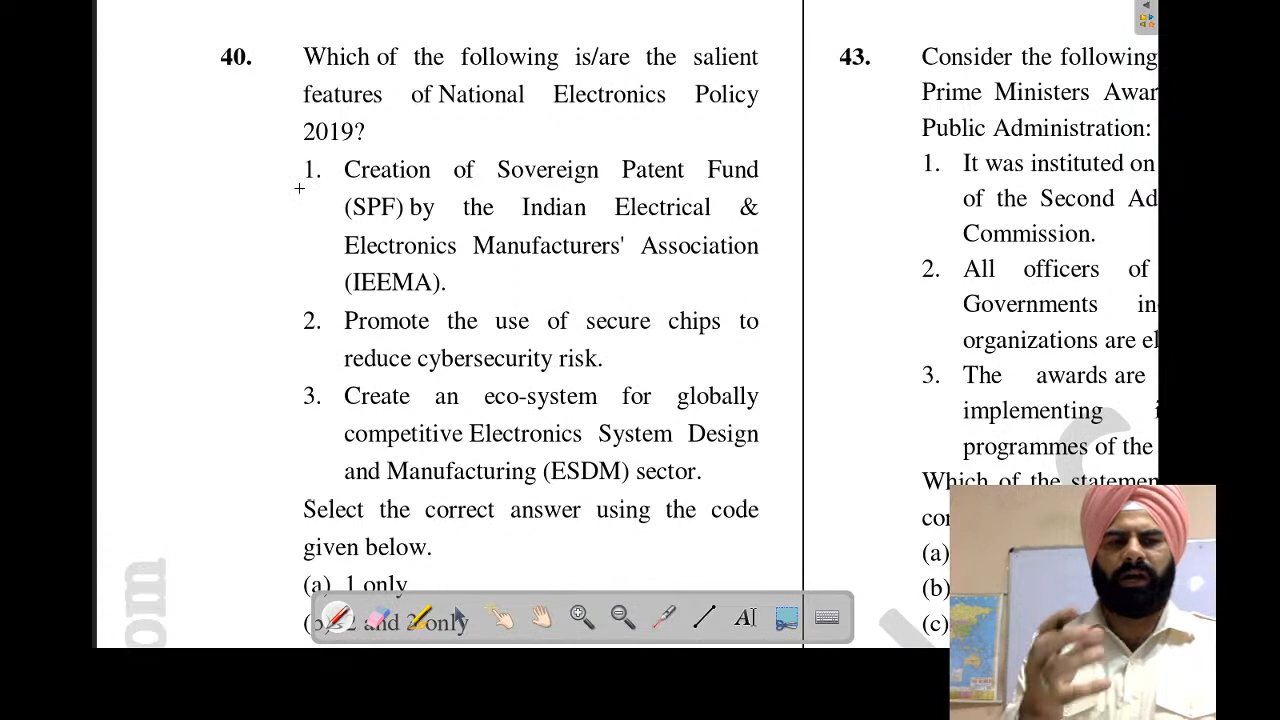 40.
Which of the following is/are the salient
features of National Electronics Policy
2019?
1. Creation of Sovereign Patent Fund
(SPF) by the Indian Electrical &
Electronics Manufacturers' Association
(IEEMA).
2. Promote the use of secure chips to
reduce cybersecurity risk.
3. Create an eco-system for globally
competitive Electronics System Design
and Manufacturing (ESDM) sector.
Select the correct answer using the code
given below.
(a) 1 only
2 and only
43.
Consider the following
Prime Ministers Awar
Public Administration:
1. It was instituted on
of the Second Ad
Commission.
2. All officers of
Governments in
organizations are el
3. The awards are
implementing i
programmes of the
Which of the statemen
cor
(a)
(b)
(c)
om
AI